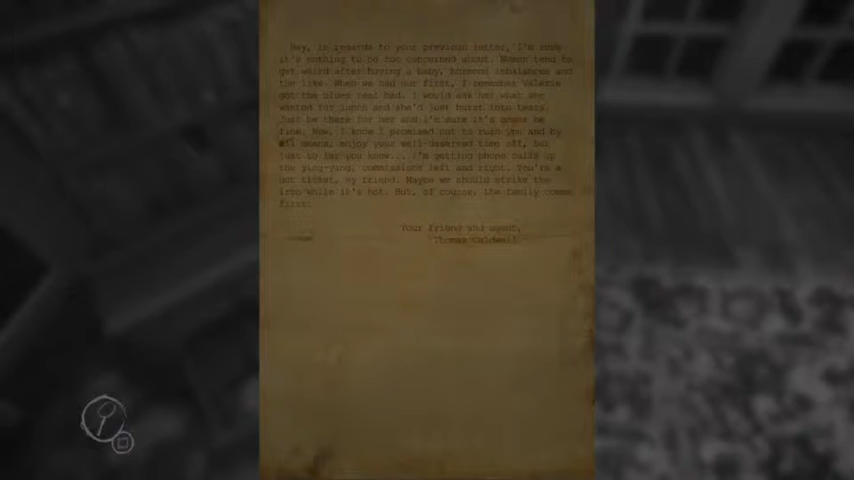 Hey, in regards to your previous letter, I'm sure
it's nothing to be too concerned about. Women tend to
get weird after having a baby, hormonal imbalances and
the like. When we had our first, I remember Valerie
got the blues real bad. I would ask her what she
wanted for lunch and she'd just burst into tears.
Just be there for her and I'm sure it's gonna be
fine. Now, I know I promised not to rush you and by
all means, enjoy your well-deserved time off, but
just so you know... I'm getting phone calls up
the ying-yang, commissions left and right. You're a
hot ticket, my friend. Maybe we should strike the
iron while it's hot. But, of course, the family comes
first.
Your friend and agent,
Thomas Caldwell